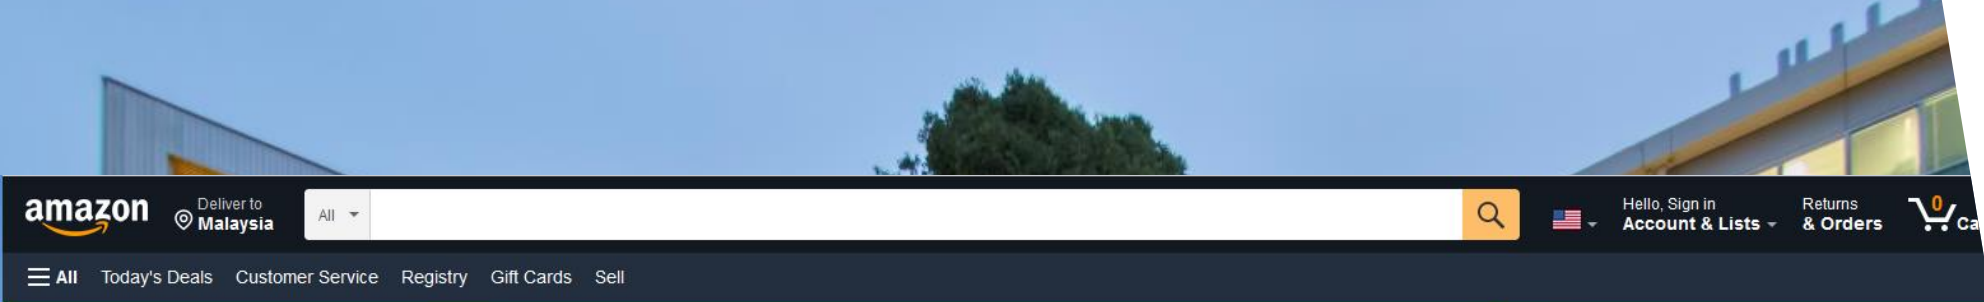 amazon
Deliver to
Malaysia
All
Hello, Sign in
Account & Lists
Returns
& Orders
0
Ca
All Today's Deals Customer Service Registry Gift Cards Sell